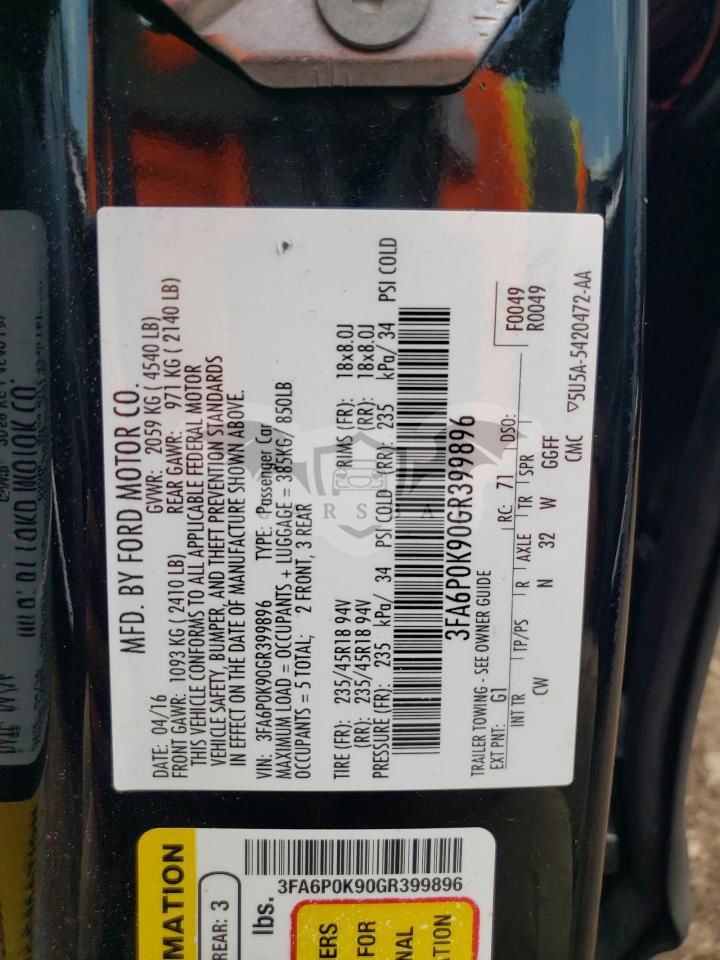 MFD. BY FORD MOTOR CO.
DATE: 04/16 GVWR: 2059 KG ( 4540 LB)
FRONT GAWR: 1093 KG ( 2410 LB) REAR GAWR: 971 KG ( 2140 LB)
THIS VEHICLE CONFORMS TO ALL APPLICABLE FEDERAL MOTOR
VEHICLE SAFETY, BUMPER, AND THEFT PREVENTION STANDARDS
IN EFFECT ON THE DATE OF MANUFACTURE SHOWN ABOVE.
VIN: 3FA6P0K90GR399896 TYPE: Passenger Car
MAXIMUM LOAD = OCCUPANTS + LUGGAGE = 385KG/ 850LB
OCCUPANTS = 5 TOTAL; 2 FRONT, 3 REAR
TIRE (FR): 235/45R18 94V RIMS (FR): 18x8.0J
(RR): 235/45R18 94V (RR): 18x8.0J
PRESSURE (FR): 235 kPa/ 34 PSI COLD (RR): 235 kPa/ 34 PSI COLD
3FA6P0K90GR399896
TRAILER TOWING - SEE OWNER GUIDE
EXT PNT: G1 RC: 71 DSO: F0049
R0049
INT TR TP/PS R AXLE TR SPR
CW N 32 W GGFF
CMC 5U5A-5420472-AA
3FA6P0K90GR399896
MATION
REAR: 3
lbs.
ERS
FOR
NAL
TION
RSJA